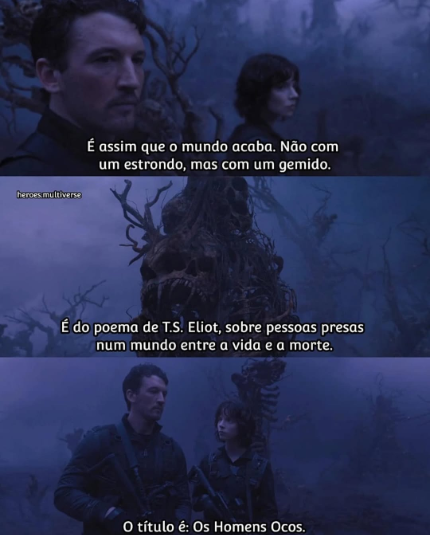 É assim que o mundo acaba. Não com
um estrondo, mas com um gemido.
heroes.multiverse
É do poema de T.S. Eliot, sobre pessoas presas
num mundo entre a vida e a morte.
O título é: Os Homens Ocos.